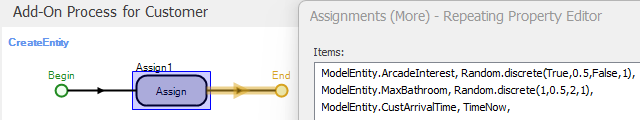 Add-On Process for Customer
Assignments (More) - Repeating Property Editor
CreateEntity
Items:
Begin
Assign1
Assign
End
ModelEntity.ArcadeInterest, Random.discrete(True,0.5,False,1),
ModelEntity.MaxBathroom, Random.discrete(1,0.5,2,1),
ModelEntity.CustArrivalTime, TimeNow,